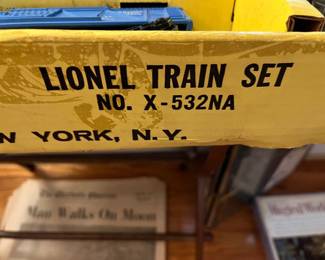 LIONEL TRAIN SET
NO. X-532NA
YORK, N.Y.
Man Walks On Moon